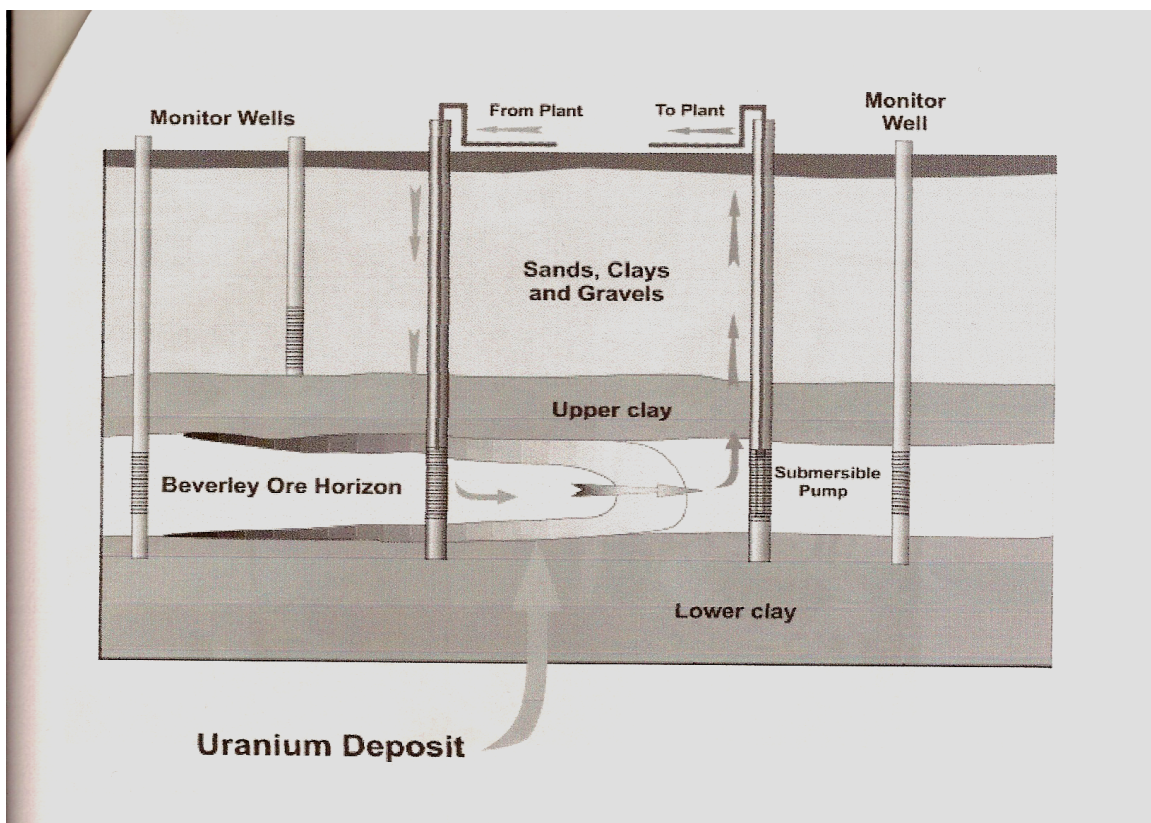 Monitor Wells
From Plant
To Plant
Monitor
Well
Sands, Clays
and Gravels
Upper clay
Beverley Ore Horizon
Submersible
Pump
Lower clay
Uranium Deposit